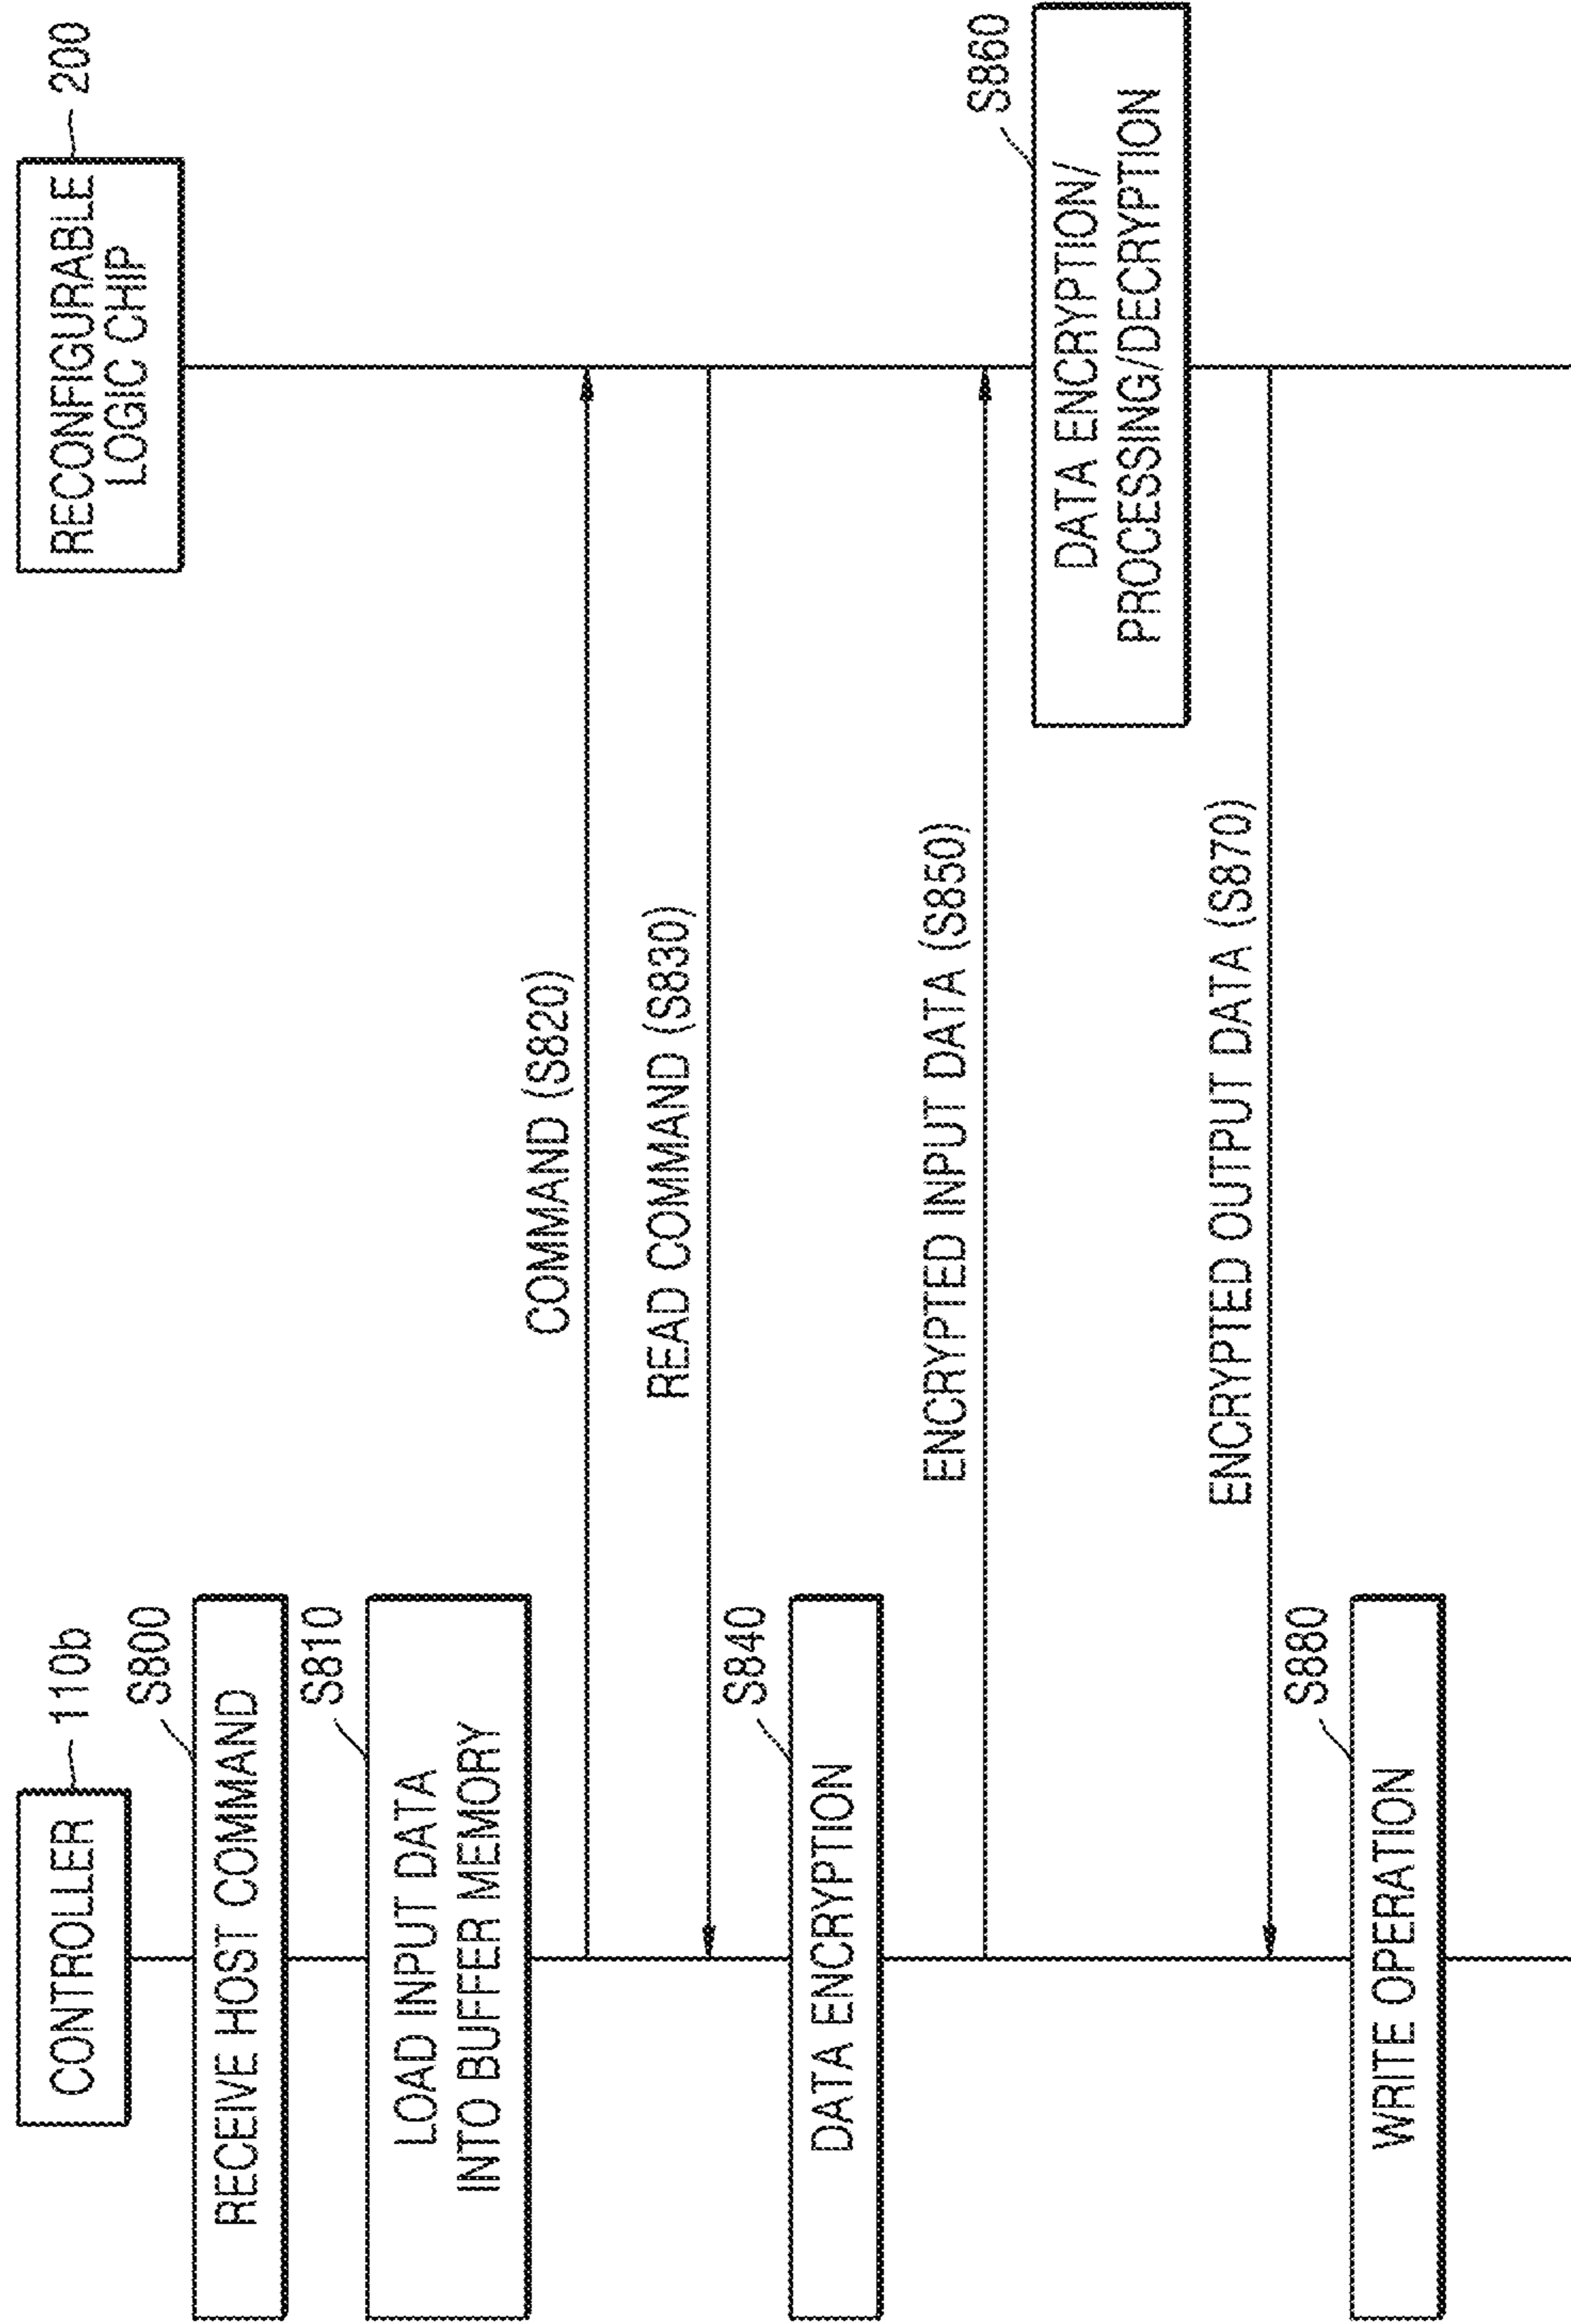 CONTROLLER
110b
RECONFIGURABLE
LOGIC CHIP
200
S800
RECEIVE HOST COMMAND
S810
LOAD INPUT DATA
INTO BUFFER MEMORY
COMMAND (S820)
READ COMMAND (S830)
S840
DATA ENCRYPTION
ENCRYPTED INPUT DATA (S850)
S860
DATA ENCRYPTION/
PROCESSING/DECRYPTION
ENCRYPTED OUTPUT DATA (S870)
S880
WRITE OPERATION